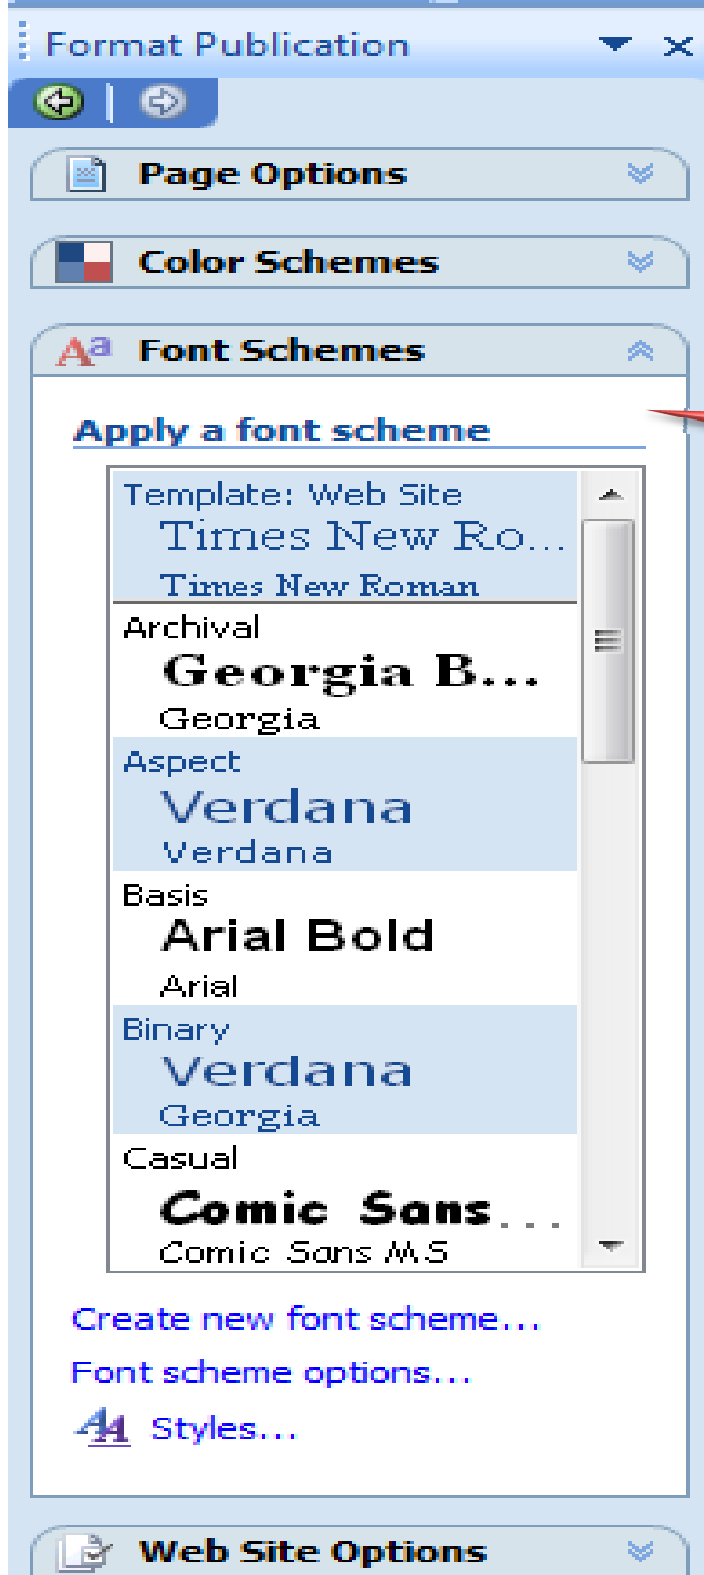 Format Publication
Page Options
Color Schemes
Aa Font Schemes
Apply a font scheme
Template: Web Site
Times New Ro...
Times New Roman
Archival
Georgia B...
Georgia
Aspect
Verdana
Verdana
Basis
Arial Bold
Arial
Binary
Verdana
Georgia
Casual
Comic Sans...
Comic Sans MS
Create new font scheme...
Font scheme options...
AA Styles...
Web Site Options